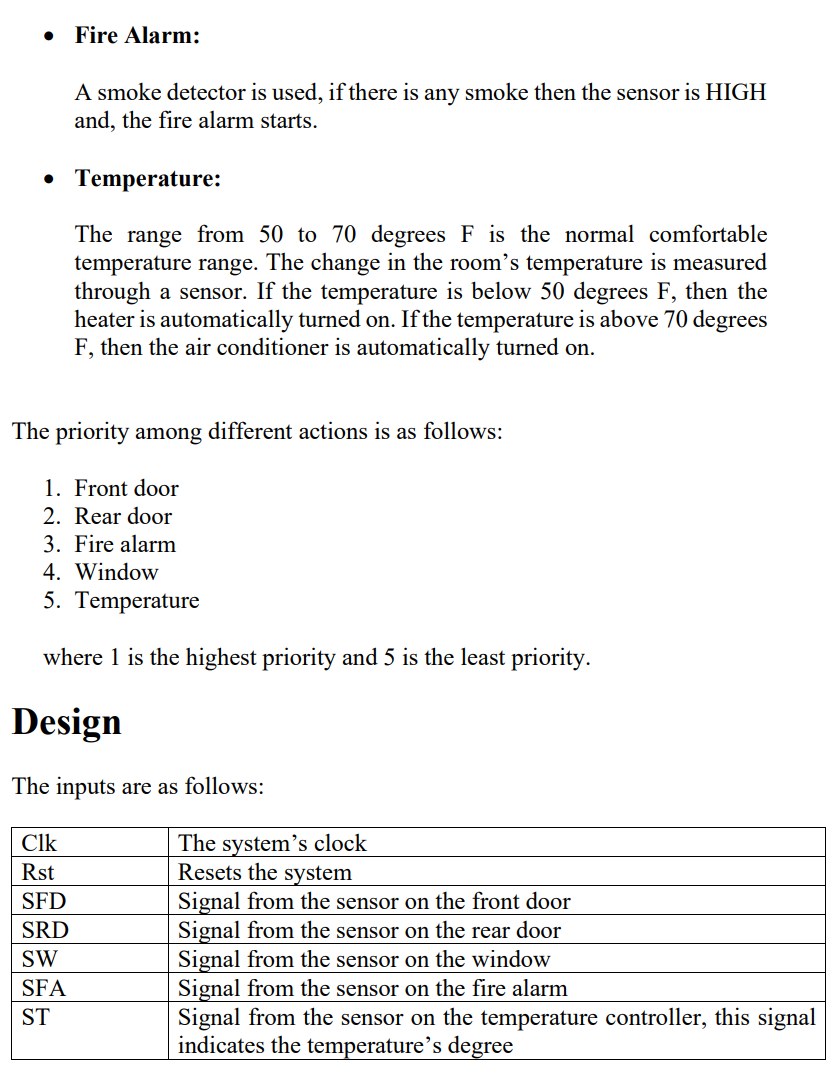 • Fire Alarm:
A smoke detector is used, if there is any smoke then the sensor is HIGH
and, the fire alarm starts.
• Temperature:
The range from 50 to 70 degrees F is the normal comfortable
temperature range. The change in the room’s temperature is measured
through a sensor. If the temperature is below 50 degrees F, then the
heater is automatically turned on. If the temperature is above 70 degrees
F, then the air conditioner is automatically turned on.
The priority among different actions is as follows:
1. Front door
2. Rear door
3. Fire alarm
4. Window
5. Temperature
where 1 is the highest priority and 5 is the least priority.
Design
The inputs are as follows:
Clk The system’s clock
Rst Resets the system
SFD Signal from the sensor on the front door
SRD Signal from the sensor on the rear door
SW Signal from the sensor on the window
SFA Signal from the sensor on the fire alarm
ST Signal from the sensor on the temperature controller, this signal
indicates the temperature’s degree